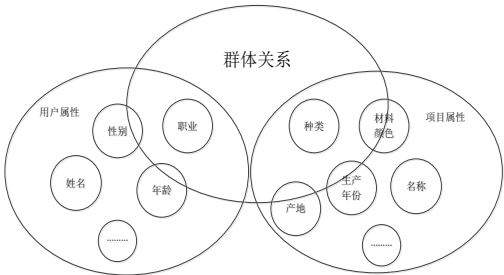 群体关系
用户属性
性别
职业
姓名
年龄
.........
种类
材料
颜色
项目属性
生产
年份
名称
产地
.........